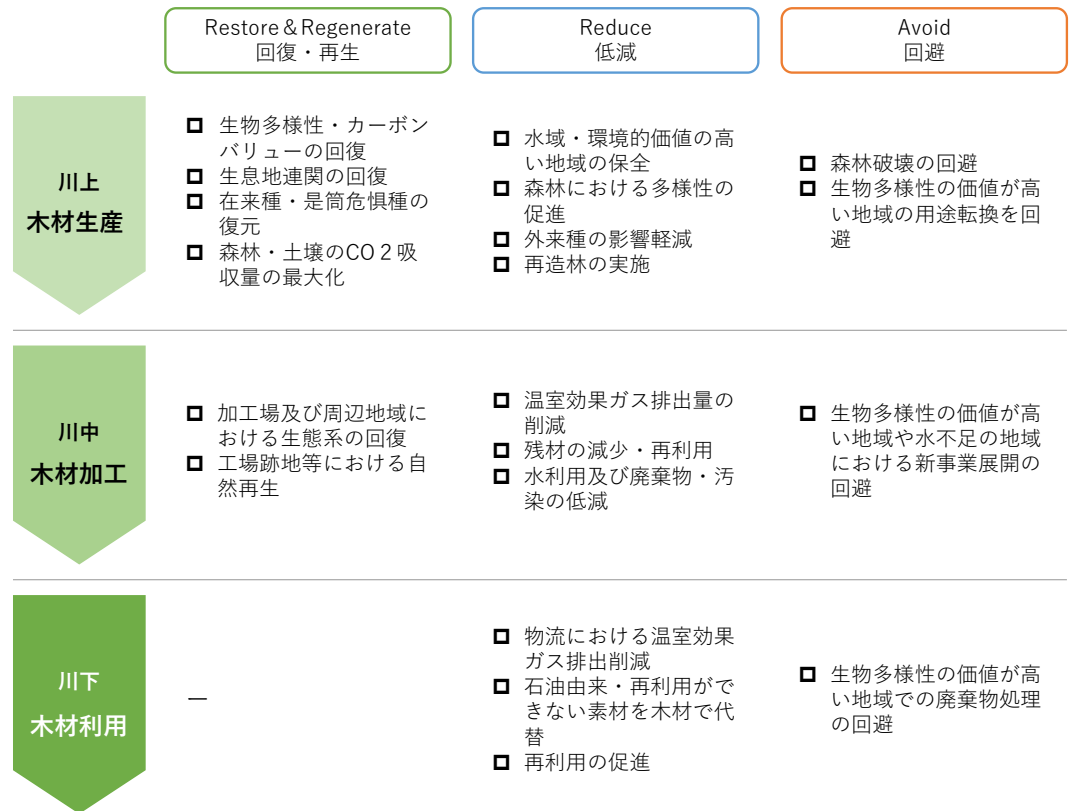 Restore＆Regenerate
回復・再生
Reduce
低減
Avoid
回避
川上
木材生産
生物多様性・カーボン
バリューの回復
生息地連関の回復
在来種・是筒危惧種の
復元
森林・土壌のCO２吸
収量の最大化
水域・環境的価値の高
い地域の保全
森林における多様性の
促進
外来種の影響軽減
再造林の実施
森林破壊の回避
生物多様性の価値が高
い地域の用途転換を回
避
川中
木材加工
加工場及び周辺地域に
おける生態系の回復
工場跡地等における自
然再生
温室効果ガス排出量の
削減
残材の減少・再利用
水利用及び廃棄物・汚
染の低減
生物多様性の価値が高
い地域や水不足の地域
における新事業展開の
回避
川下
木材利用
―
物流における温室効果
ガス排出削減
石油由来・再利用がで
きない素材を木材で代
替
再利用の促進
生物多様性の価値が高
い地域での廃棄物処理
の回避